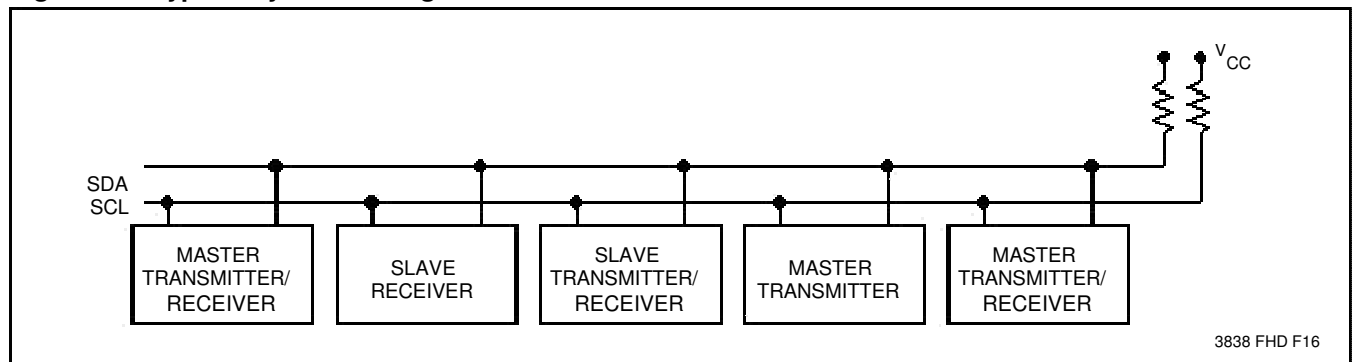 V
CC
SDA
SCL
MASTER
TRANSMITTER/
RECEIVER
SLAVE
RECEIVER
SLAVE
TRANSMITTER/
RECEIVER
MASTER
TRANSMITTER
MASTER
TRANSMITTER/
RECEIVER
3838 FHD F16